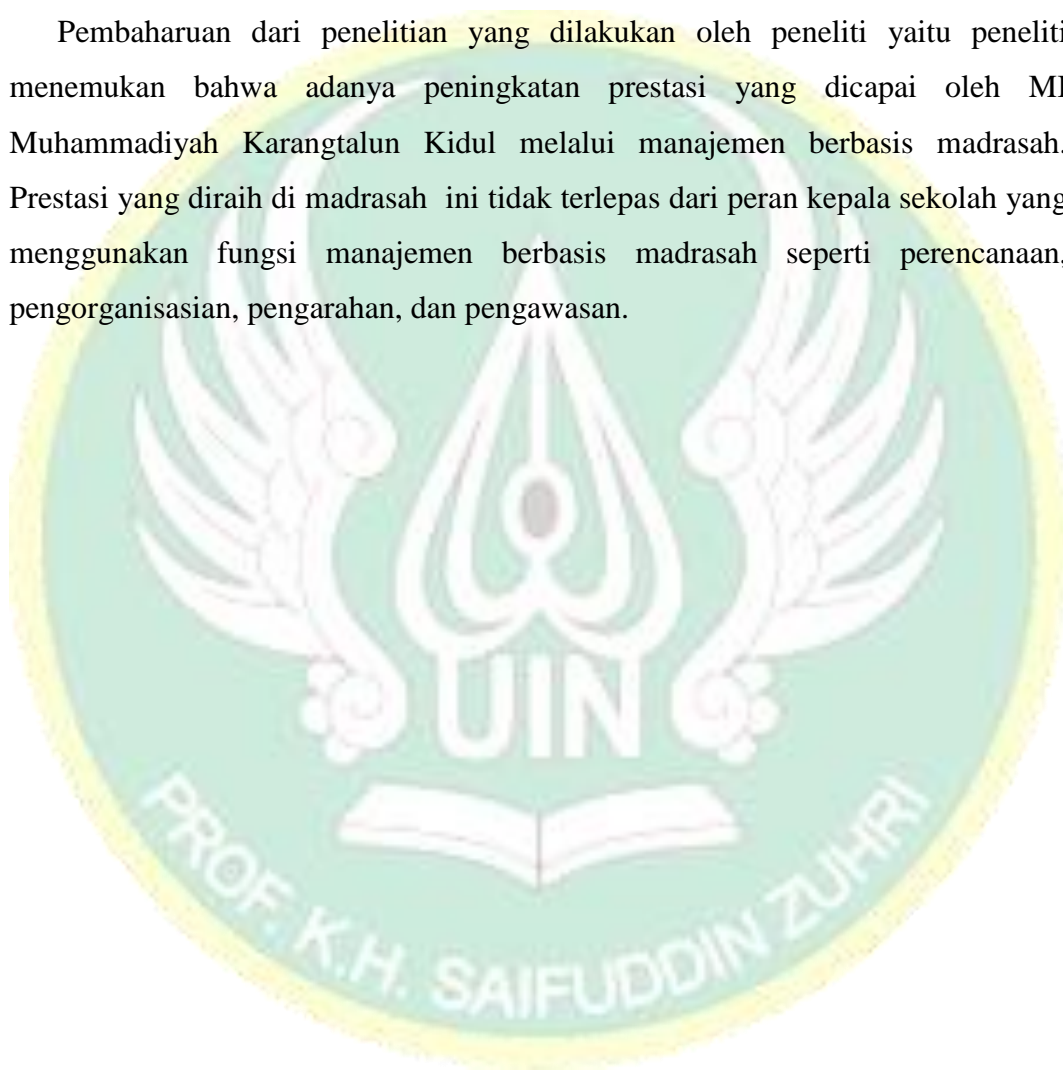 Pembaharuan dari penelitian yang dilakukan oleh peneliti yaitu peneliti
menemukan bahwa adanya peningkatan prestasi yang dicapai oleh MI
Muhammadiyah Karangtalun Kidul melalui manajemen berbasis madrasah.
Prestasi yang diraih di madrasah ini tidak terlepas dari peran kepala sekolah yang
menggunakan fungsi manajemen berbasis madrasah seperti perencanaan,
pengorganisasian, pengarahan, dan pengawasan.
UIN
PROF. K.H. SAIFUDDIN ZUHRI